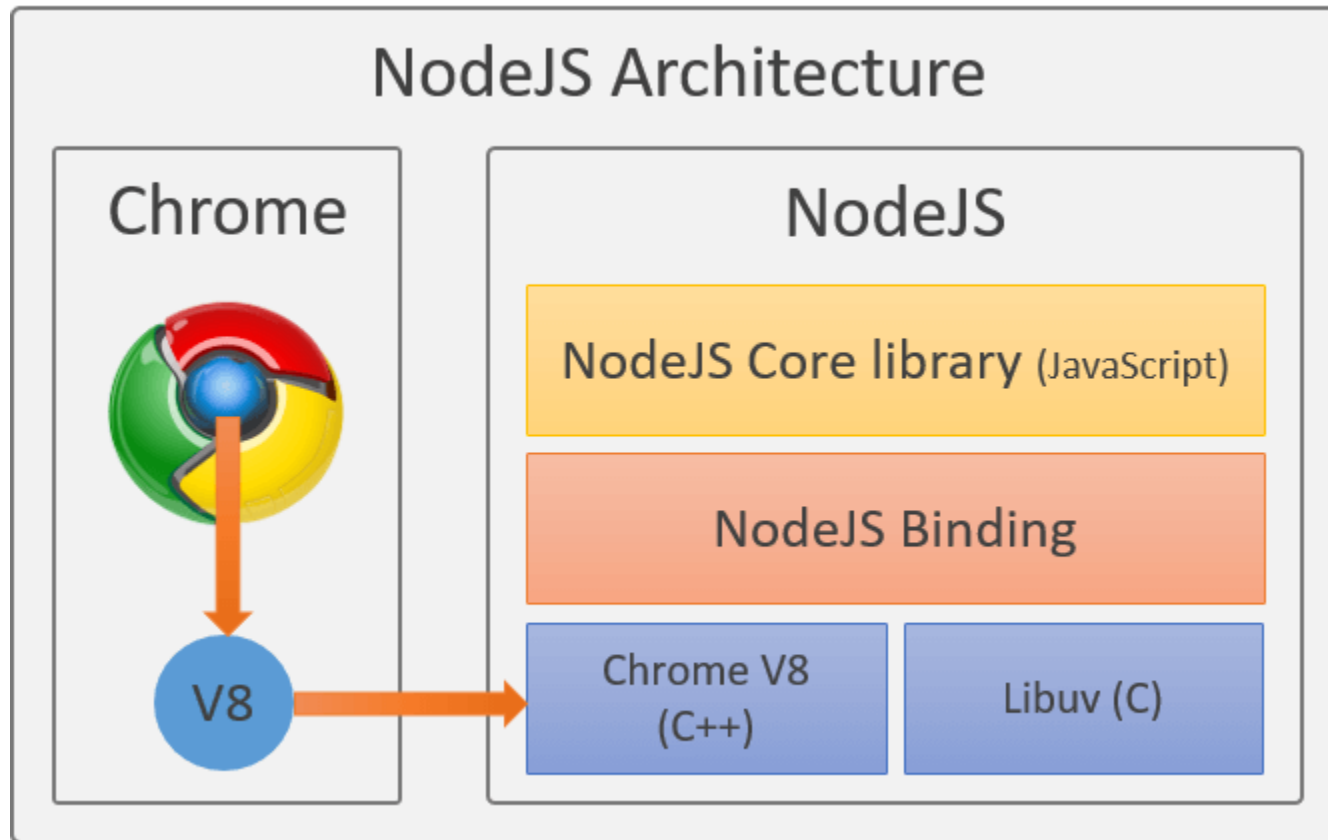 NodeJS Architecture
Chrome
V8
NodeJS
NodeJS Core library (JavaScript)
NodeJS Binding
Chrome V8
(C++)
Libuv (C)